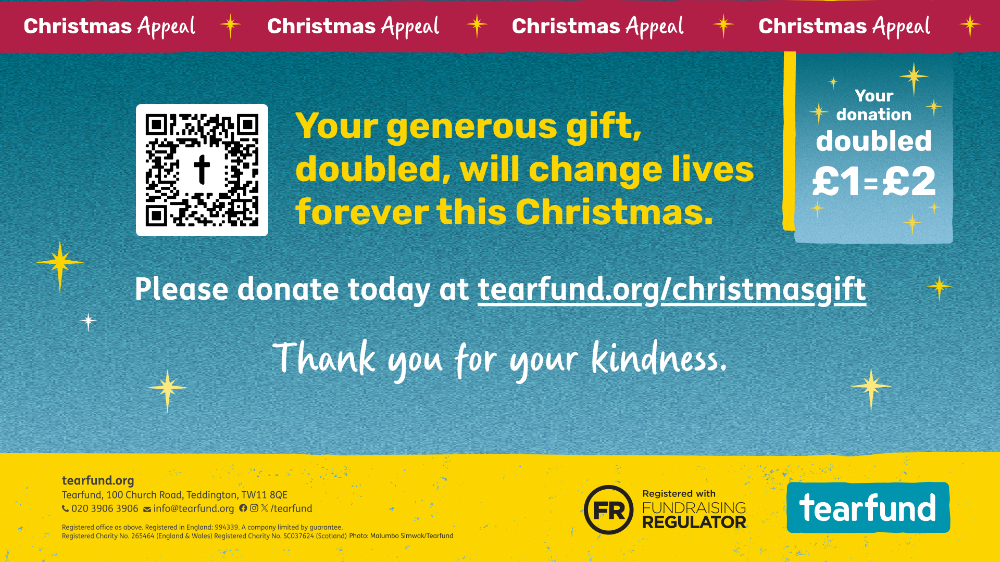 Christmas Appeal Christmas Appeal Christmas Appeal Christmas Appeal
Your generous gift,
doubled, will change lives
forever this Christmas.
Your
donation
doubled
£1=£2
Please donate today at tearfund.org/christmasgift
Thank you for your kindness.
tearfund.org
Tearfund, 100 Church Road, Teddington, TW11 8QE
020 3906 3906 info@tearfund.org /tearfund
Registered office as above. Registered in England: 994339. A company limited by guarantee.
Registered Charity No. 265464 (England & Wales) Registered Charity No. SC037624 (Scotland) Photo: Malumbo Simwak/Tearfund
FR
Registered with
FUNDRAISING
REGULATOR
tearfund